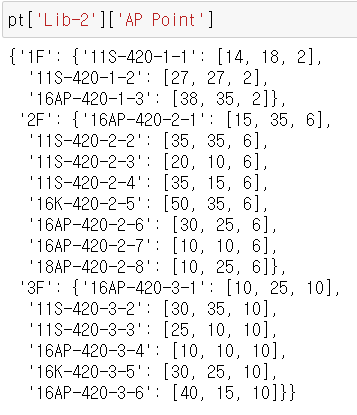 pt['Lib-2']['AP Point']
{'1F': {'11S-420-1-1': [14, 18, 2],
'11S-420-1-2': [27, 27, 2],
'16AP-420-1-3': [38, 35, 2]},
'2F': {'16AP-420-2-1': [15, 35, 6],
'11S-420-2-2': [35, 35, 6],
'11S-420-2-3': [20, 10, 6],
'11S-420-2-4': [35, 15, 6],
'16K-420-2-5': [50, 35, 6],
'16AP-420-2-6': [30, 25, 6],
'16AP-420-2-7': [10, 10, 6],
'18AP-420-2-8': [10, 25, 6]},
'3F': {'16AP-420-3-1': [10, 25, 10],
'11S-420-3-2': [30, 35, 10],
'11S-420-3-3': [25, 10, 10],
'16AP-420-3-4': [10, 10, 10],
'16K-420-3-5': [30, 25, 10],
'16AP-420-3-6': [40, 15, 10]}}